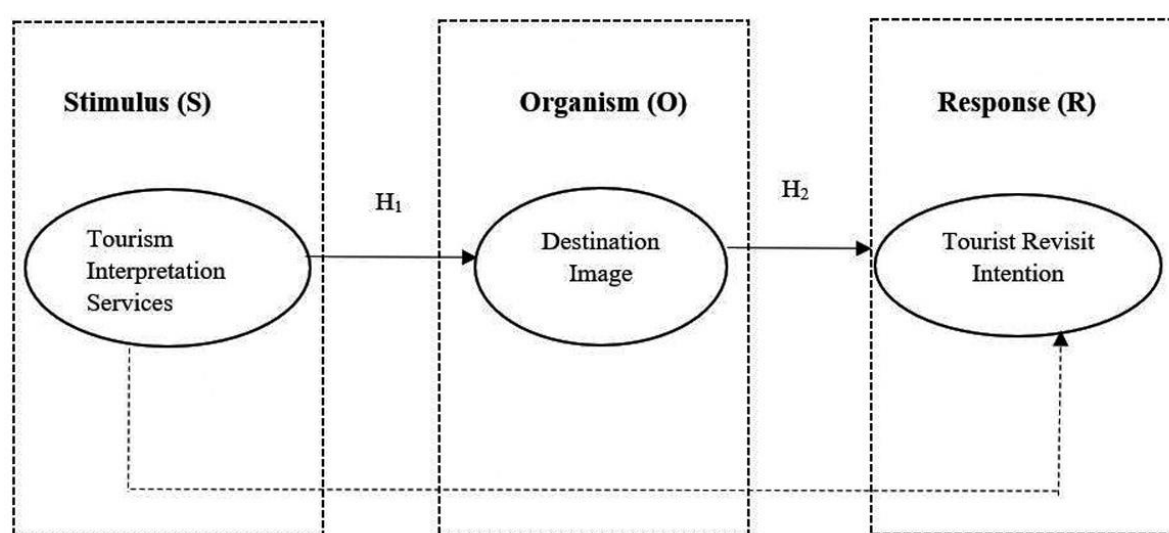 Stimulus (S)
Organism (O)
Response (R)
H₁
H₂
Tourism
Interpretation
Services
Destination
Image
Tourist Revisit
Intention